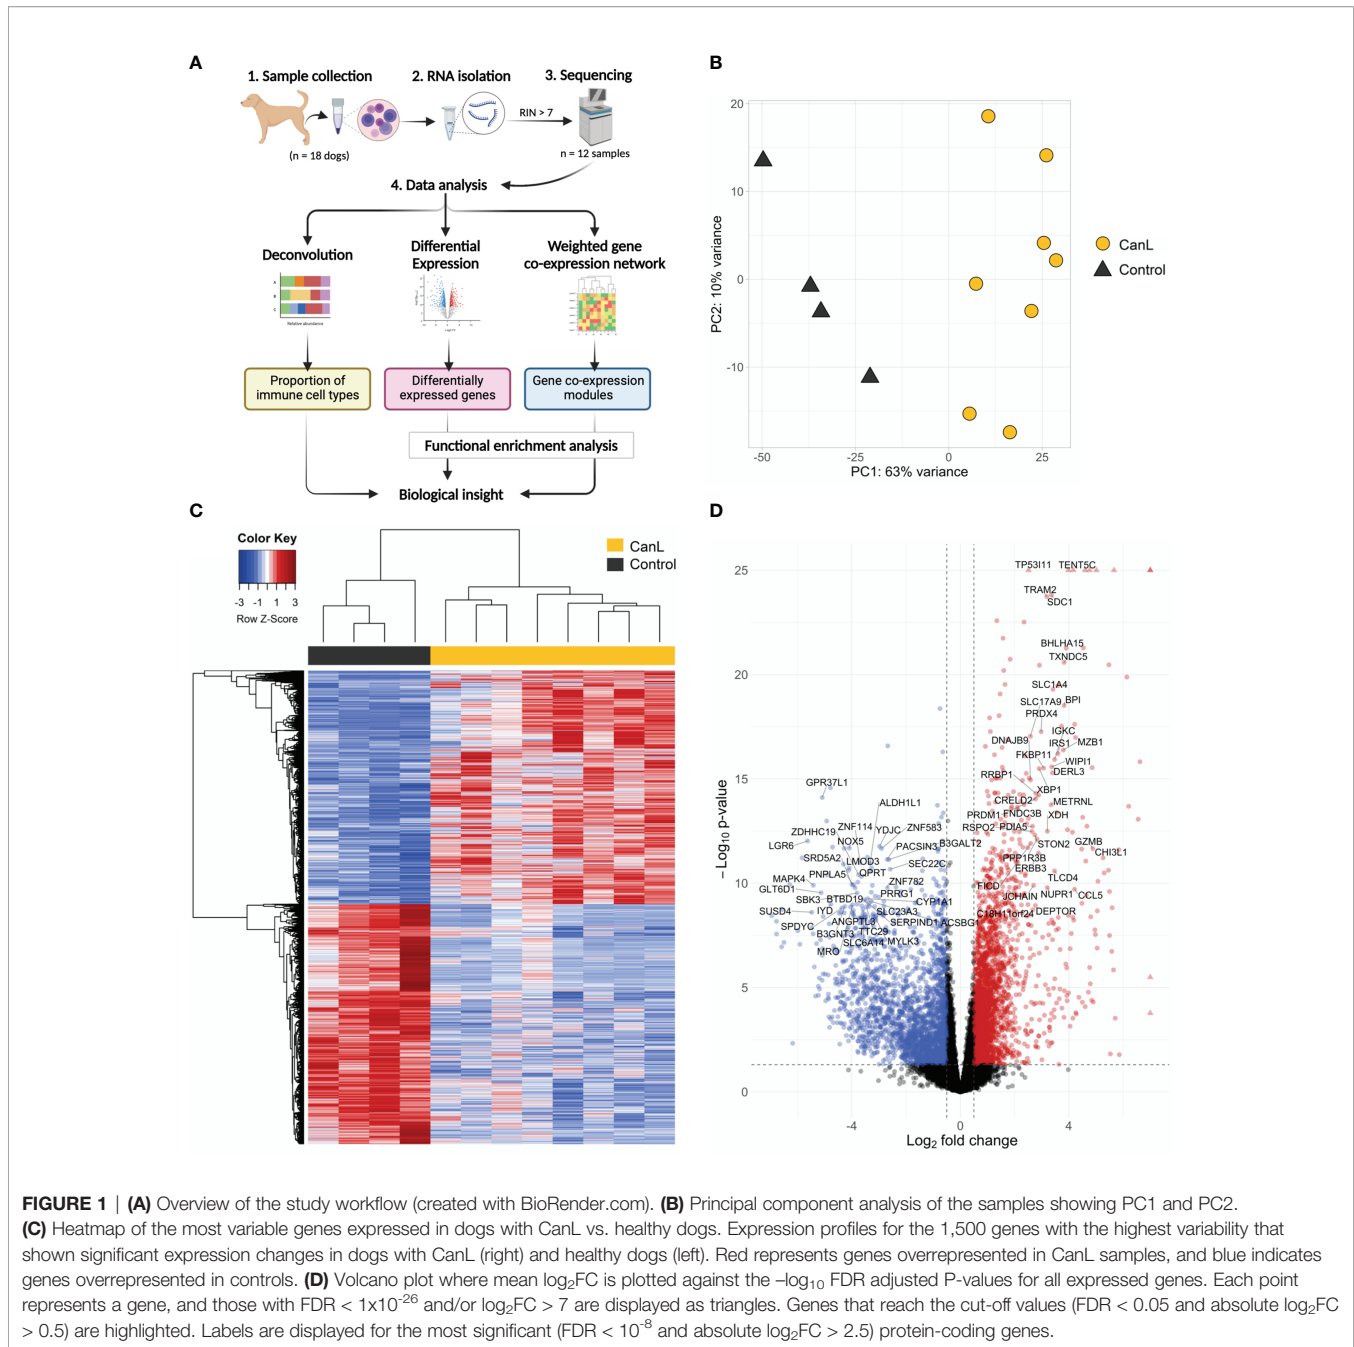 A
1. Sample collection
2. RNA isolation
3. Sequencing
RIN > 7
(n = 18 dogs)
n = 12 samples
4. Data analysis
Deconvolution
Differential
Expression
Weighted gene
co-expression network
A
B
C
Relative abundance
Proportion of
immune cell types
Differentially
expressed genes
Gene co-expression
modules
Functional enrichment analysis
Biological insight
B
20
10
0
-10
PC2: 10% variance
-50
-25
0
25
PC1: 63% variance
CanL
Control
C
Color Key
-3 -1 1 3
Row Z-Score
CanL
Control
D
25
20
15
10
5
0
− Log10 p-value
-4
0
4
Log2 fold change
TP53I11
TENT5C
TRAM2
SDC1
BHLHA15
TXNDC5
SLC1A4
SLC17A9
BPI
PRDX4
IGKC
DNAJB9
IRS1
MZB1
FKBP11
WIPI1
RRBP1
DERL3
XBP1
CRELD2
METRNL
PRDM1
FNDC3B
XDH
RSPO2
PDIA5
STON2
GZMB
CHI3L1
PPP1R3B
ERBB3
TLCD4
FICD
JCHAIN
NUPR1
CCL5
C18H11orf24
DEPTOR
GPR37L1
ALDH1L1
ZNF114
YDJC
ZNF583
ZDHHC19
NOX5
LGR6
PACSIN3
B3GALT2
SRD5A2
LMOD3
SEC22C
PNPLA5
QPRT
MAPK4
ZNF782
GLT6D1
PRRG1
SBK3
BTBD19
CYP1A1
SUSD4
IYD
SLC23A3
SPDYC
ANGPTL3
SERPIND1
ACSBG1
B3GNT3
TTC29
SLC6A14
MYLK3
MRO
FIGURE 1 | (A) Overview of the study workflow (created with BioRender.com). (B) Principal component analysis of the samples showing PC1 and PC2.
(C) Heatmap of the most variable genes expressed in dogs with CanL vs. healthy dogs. Expression profiles for the 1,500 genes with the highest variability that
shown significant expression changes in dogs with CanL (right) and healthy dogs (left). Red represents genes overrepresented in CanL samples, and blue indicates
genes overrepresented in controls. (D) Volcano plot where mean log2FC is plotted against the –log10 FDR adjusted P-values for all expressed genes. Each point
represents a gene, and those with FDR < 1x10-26 and/or log2FC > 7 are displayed as triangles. Genes that reach the cut-off values (FDR < 0.05 and absolute log2FC
> 0.5) are highlighted. Labels are displayed for the most significant (FDR < 10-8 and absolute log2FC > 2.5) protein-coding genes.